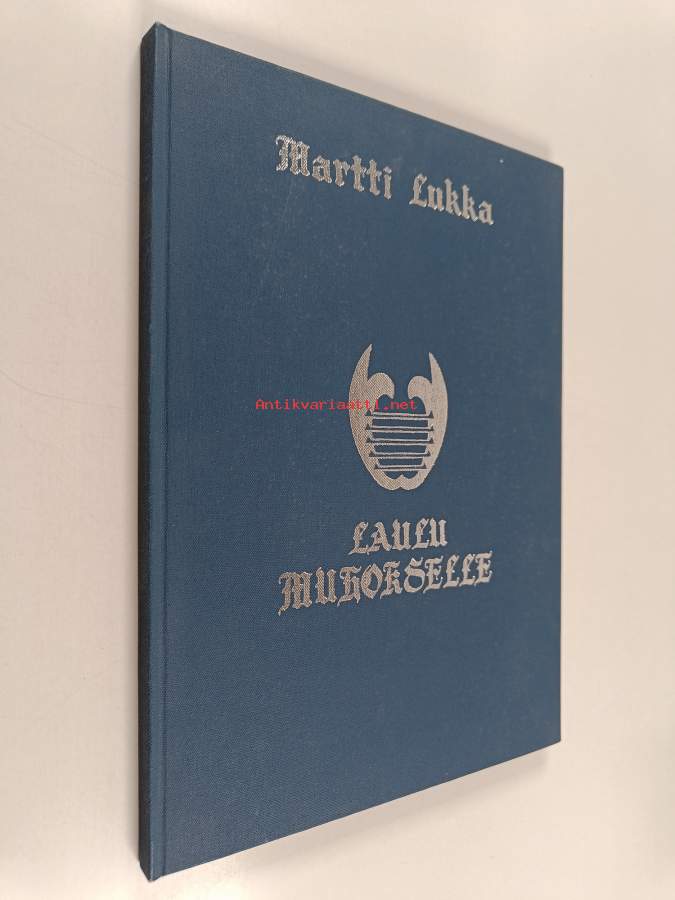 Martti Lukka
Antikvariaatti.net
LAULU
MUHOKSELLE